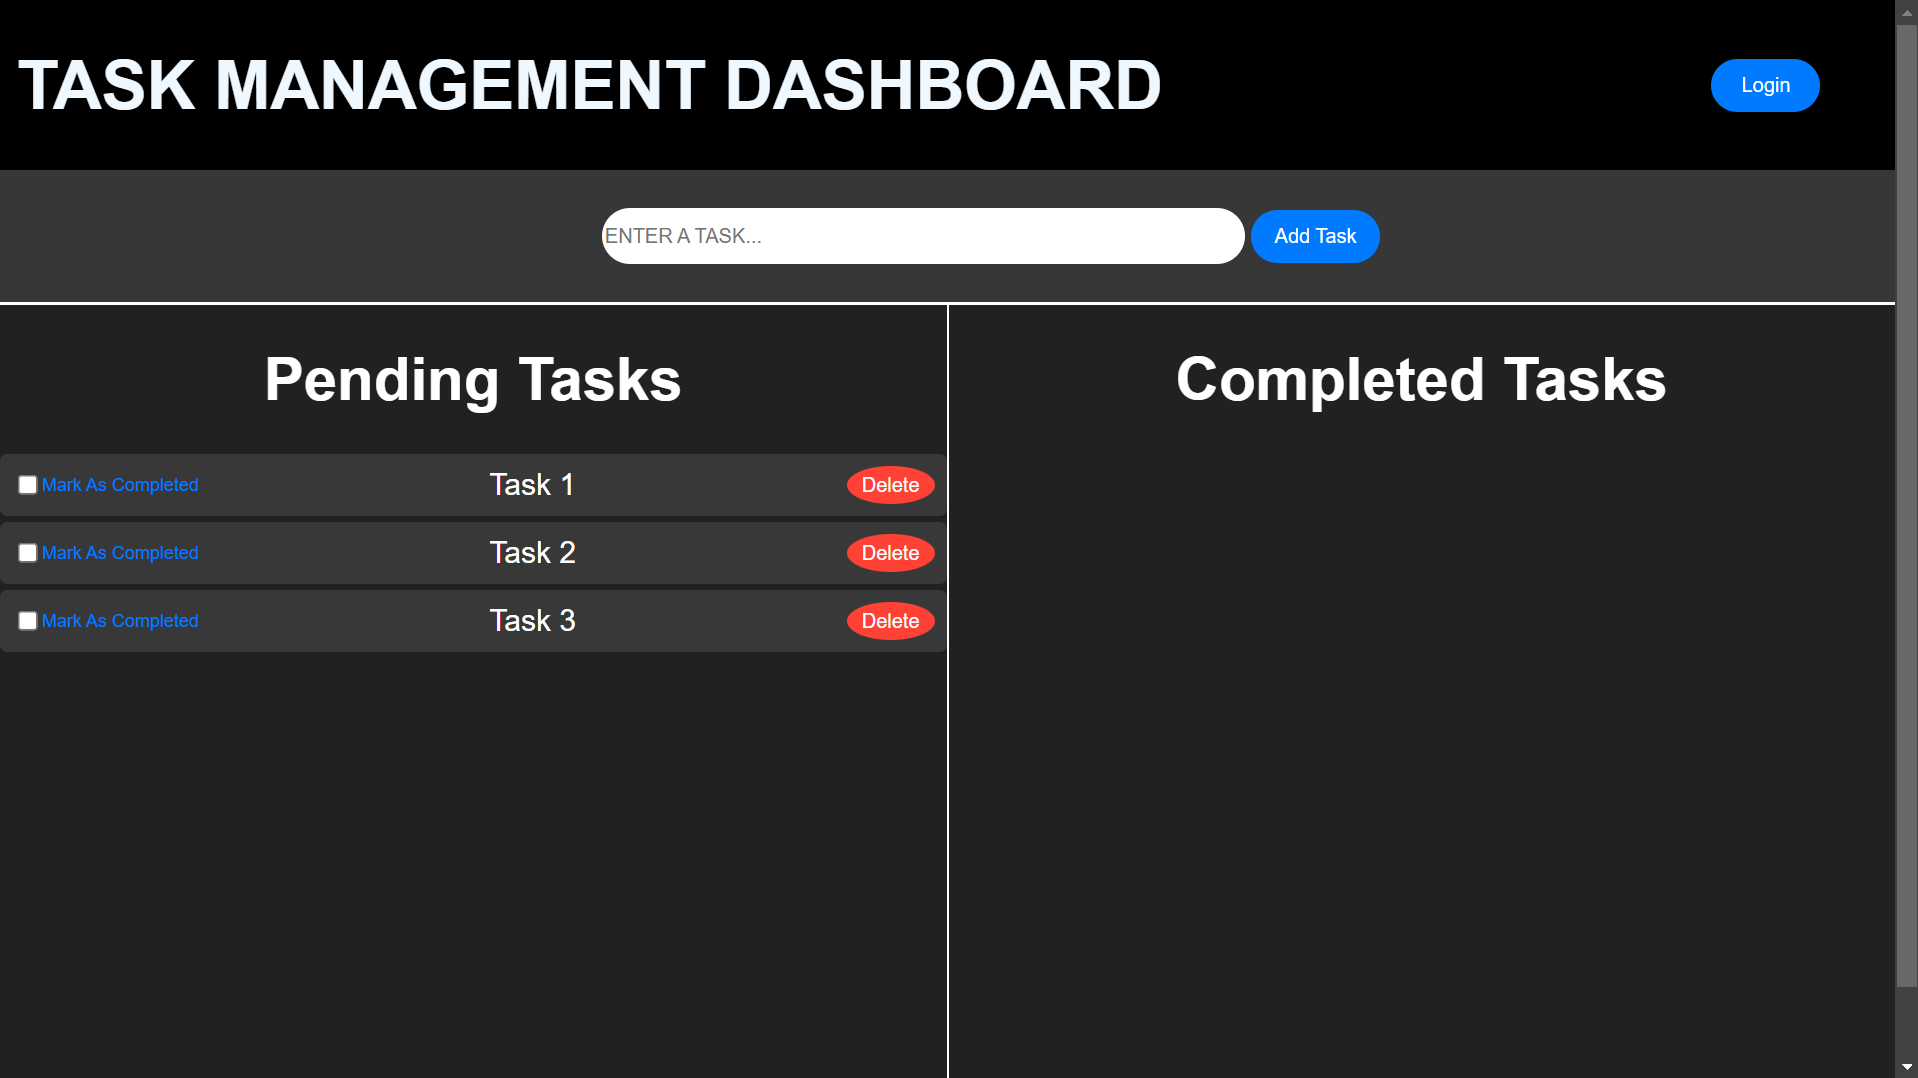 TASK MANAGEMENT DASHBOARD
Login
ENTER A TASK...
Add Task
Pending Tasks
Completed Tasks
Mark As Completed Task 1 Delete
Mark As Completed Task 2 Delete
Mark As Completed Task 3 Delete